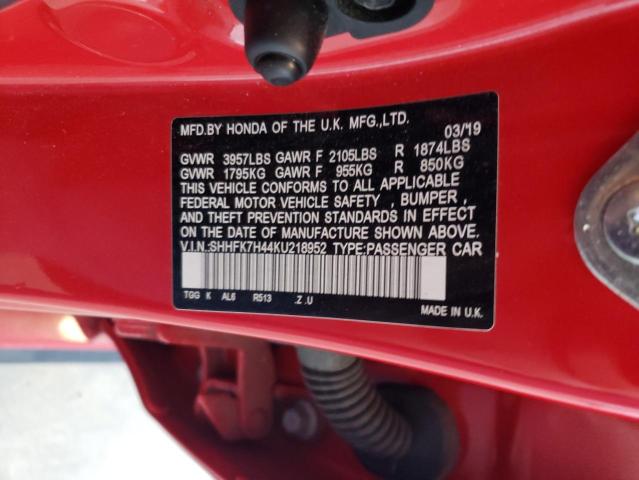 MFD.BY HONDA OF THE U.K. MFG.,LTD. 03/'19
GVWR 3957LBS GAWR F 2105LBS R 1874LBS
GVWR 1795KG GAWR F 955KG R 850KG
THIS VEHICLE CONFORMS TO ALL APPLICABLE
FEDERAL MOTOR VEHICLE SAFETY , BUMPER ,
AND THEFT PREVENTION STANDARDS IN EFFECT
ON THE DATE OF MANUFACTURE SHOWN ABOVE.
V.I.N.:SHHFK7H44KU218952 TYPE:PASSENGER CAR
TGG K AL6 R513 .Z .U
MADE IN U.K.